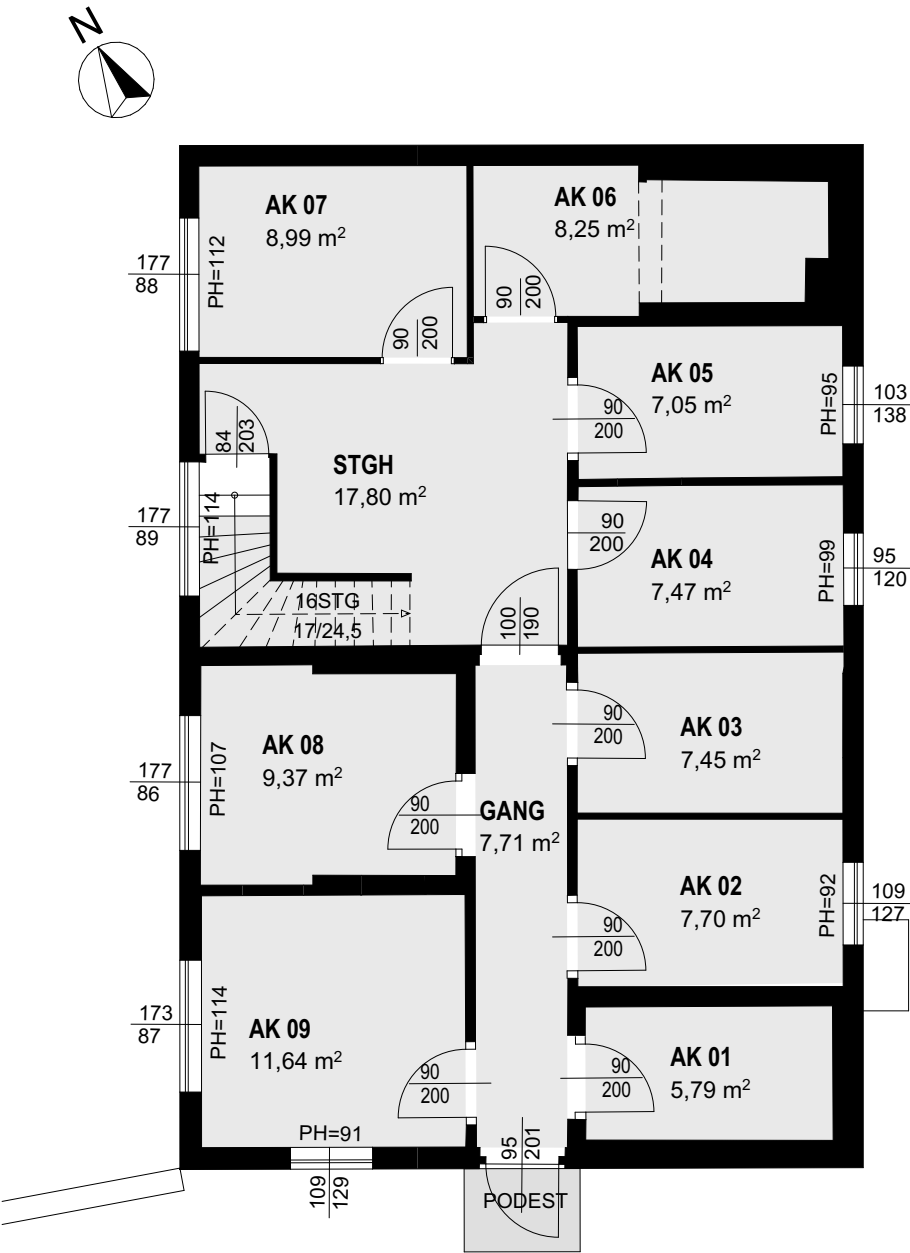 N
AK 07
8,99 m²
AK 06
8,25 m²
177
88
PH=112
90
200
90
200
AK 05
7,05 m²
PH=95
103
138
90
200
84
203
STGH
17,80 m²
177
89
PH=114
90
200
AK 04
7,47 m²
PH=99
95
120
16STG
17/24,5
100
190
90
200
AK 03
7,45 m²
AK 08
9,37 m²
177
86
PH=107
90
200
GANG
7,71 m²
AK 02
7,70 m²
PH=92
109
127
90
200
173
87
PH=114
AK 09
11,64 m²
90
200
90
200
AK 01
5,79 m²
PH=91
109
129
95
201
PODEST